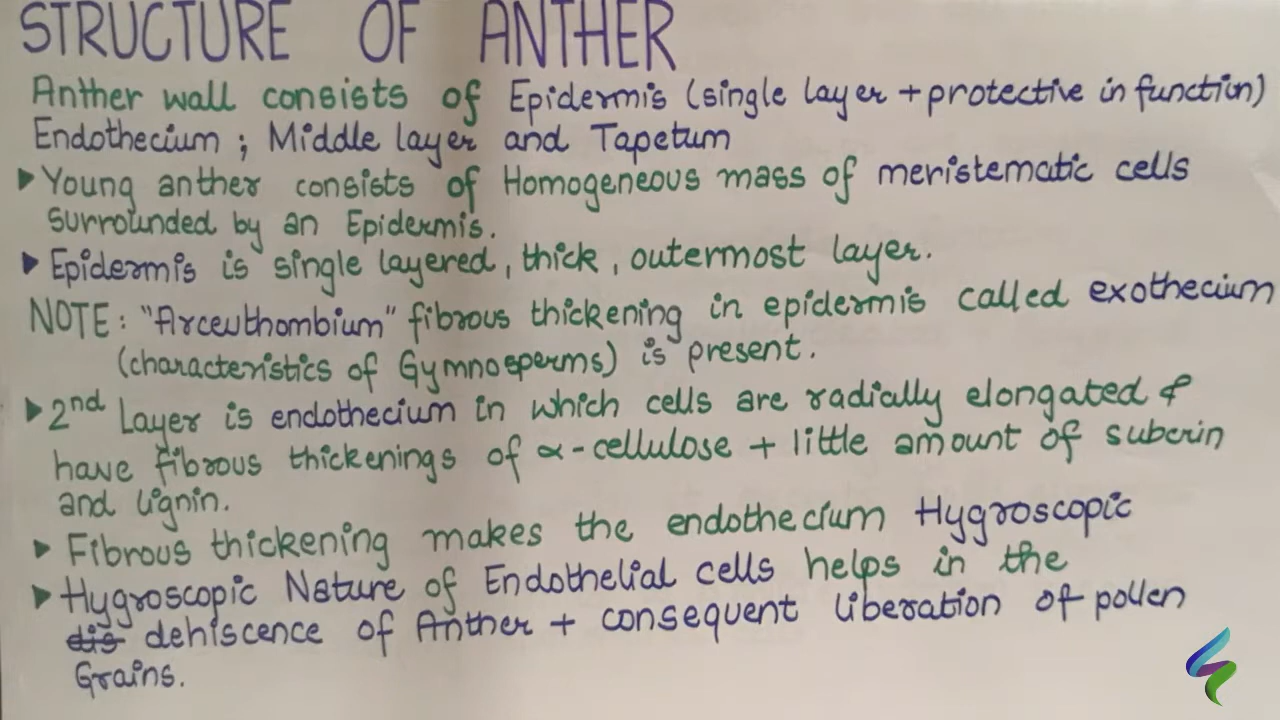 STRUCTURE OF ANTHER
Anther wall consists of Epidermis (single layer + protective in function)
Endothecium ; Middle layer and Tapetum
▶ Young anther consists of Homogeneous mass of meristematic cells
surrounded by an Epidermis.
▶ Epidermis is single layered, thick, outermost layer.
NOTE: "Arceuthombium" fibrous thickening in epidermis called exothecium
(characteristics of Gymnosperms) is present.
▶ 2nd Layer is endothecium in which cells are radially elongated &
have fibrous thickenings of α-cellulose + little amount of suberin
and lignin.
▶ Fibrous thickening makes the endothecium Hygroscopic
▶ Hygroscopic Nature of Endothelial cells helps in the
dis dehiscence of Anther + consequent liberation of pollen
Grains.